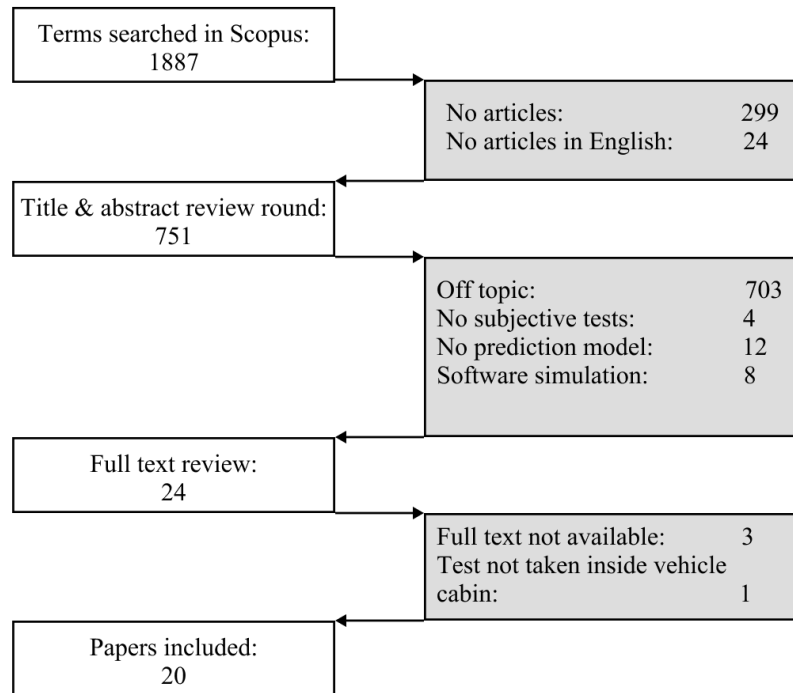 Terms searched in Scopus:
1887
No articles: 299
No articles in English: 24
Title & abstract review round:
751
Off topic: 703
No subjective tests: 4
No prediction model: 12
Software simulation: 8
Full text review:
24
Full text not available: 3
Test not taken inside vehicle
cabin: 1
Papers included:
20